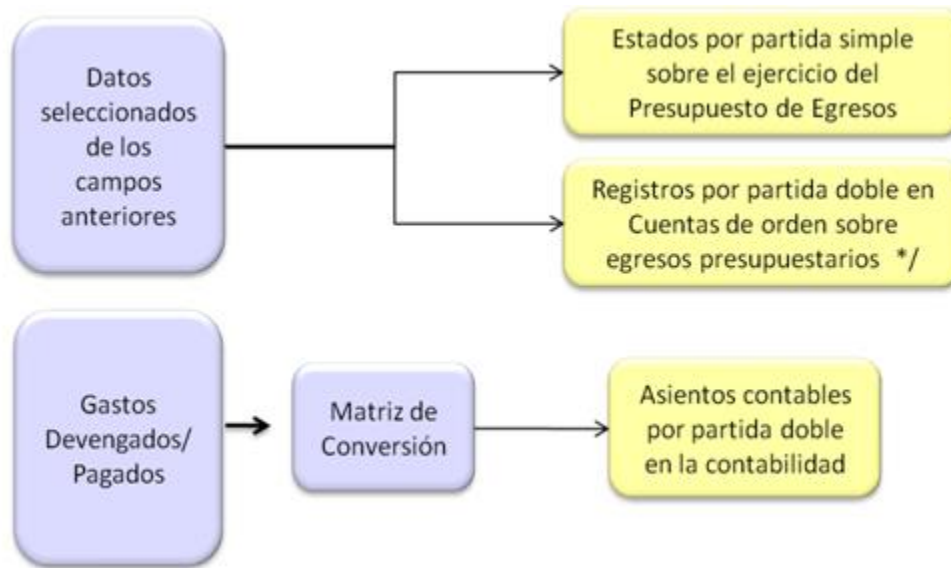 Datos
seleccionados
de los
campos
anteriores
Estados por partida simple
sobre el ejercicio del
Presupuesto de Egresos
Registros por partida doble en
Cuentas de orden sobre
egresos presupuestarios */
Gastos
Devengados/
Pagados
Matriz de
Conversión
Asientos contables
por partida doble
en la contabilidad